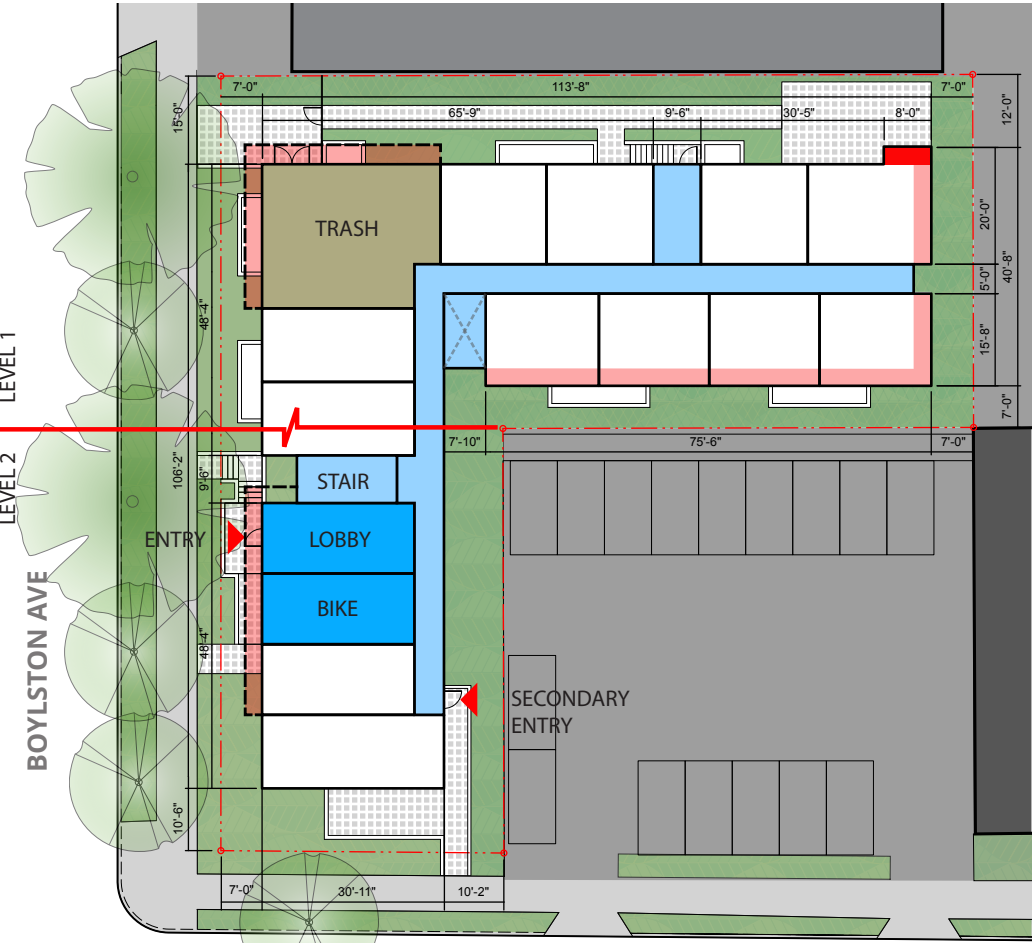 7'-0"
113'-8"
7'-0"
15'-0"
12'-0"
65'-9"
9'-6"
30'-5"
8'-0"
TRASH
20'-0"
40'-8"
5'-0"
48'-4"
15'-8"
LEVEL 1
7'-0"
7'-10"
75'-6"
7'-0"
LEVEL 2
106'-2"
9'-6"
STAIR
ENTRY
LOBBY
BIKE
BOYLSTON AVE
48'-4"
SECONDARY
ENTRY
10'-6"
7'-0"
30'-11"
10'-2"